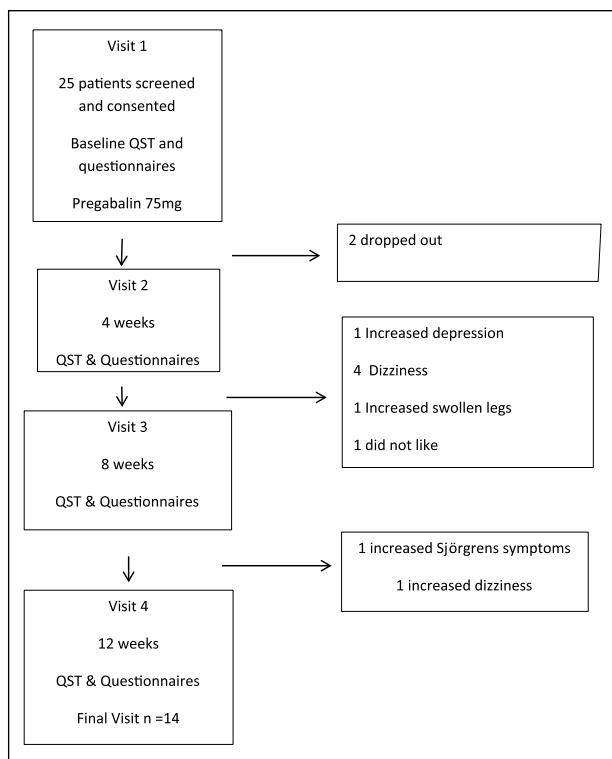 Visit 1
25 patients screened
and consented
Baseline QST and
questionnaires
Pregabalin 75mg
2 dropped out
Visit 2
4 weeks
QST & Questionnaires
1 Increased depression
4 Dizziness
1 Increased swollen legs
1 did not like
Visit 3
8 weeks
QST & Questionnaires
1 increased Sjörgrens symptoms
1 increased dizziness
Visit 4
12 weeks
QST & Questionnaires
Final Visit n =14